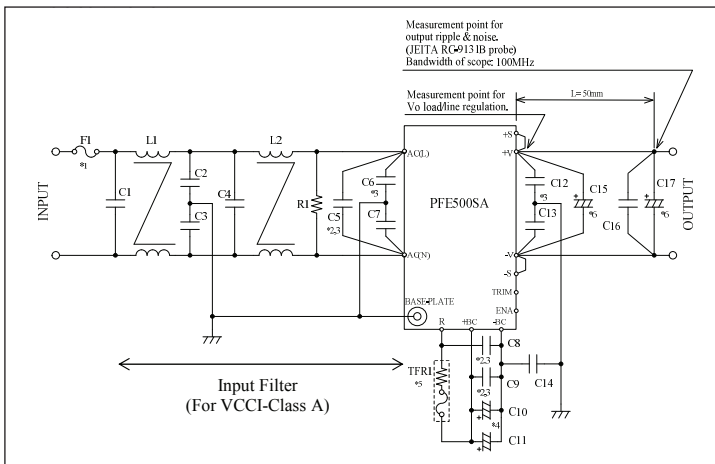 Measurement point for
output ripple & noise.
(JEITA RC-9131B probe)
Bandwidth of scope: 100MHz
Measurement point for
Vo load/line regulation.
L=50mm
F1
*1
L1
L2
C1
C2
C3
C4
R1
C5
*2,3
C6
*3
C7
AC(L)
AC(N)
PFE500SA
+S
+V
-V
-S
TRIM
ENA
BASE-PLATE
R
+BC
-BC
C12
*3
C13
C15
*6
C16
C17
*6
INPUT
OUTPUT
TFR1
*5
C8
*2,3
C9
*2,3
C10
*4
C11
C14
Input Filter
(For VCCI-Class A)